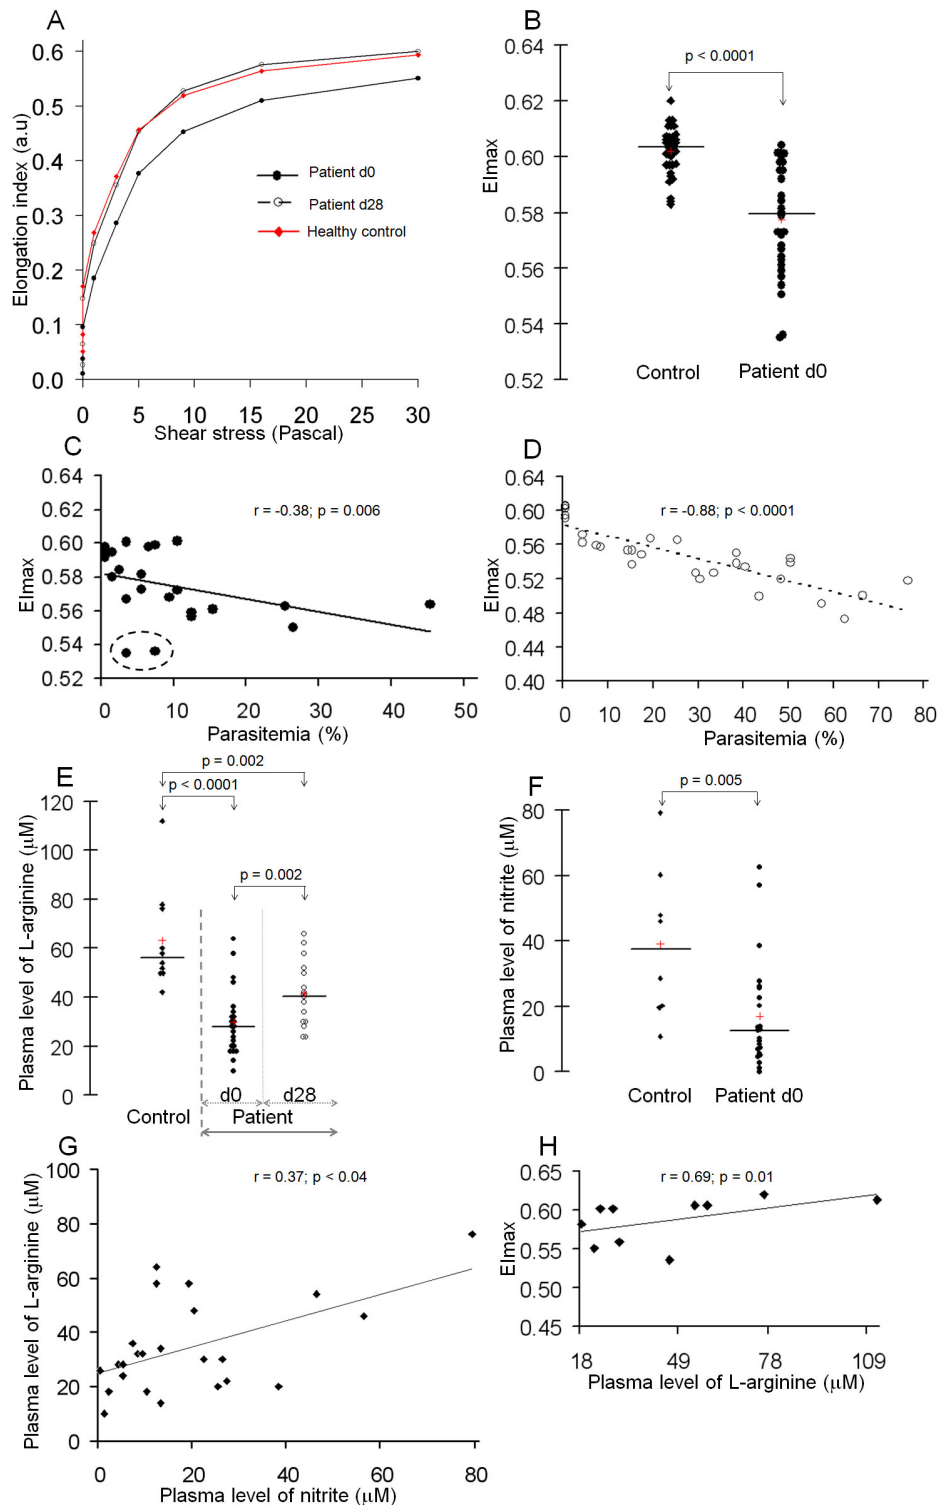 A
0.6
0.5
0.4
0.3
0.2
0.1
0.0
Elongation index (a.u)
Patient d0
Patient d28
Healthy control
0 5 10 15 20 25 30
Shear stress (Pascal)
B
0.64
0.62
0.60
0.58
0.56
0.54
0.52
EImax
p < 0.0001
Control Patient d0
C
0.64
0.62
0.60
0.58
0.56
0.54
0.52
EImax
r = -0.38; p = 0.006
0 10 20 30 40 50
Parasitemia (%)
D
0.64
0.60
0.56
0.52
0.48
0.44
0.40
EImax
r = -0.88; p < 0.0001
0 10 20 30 40 50 60 70 80
Parasitemia (%)
E
120
100
80
60
40
20
0
Plasma level of L-arginine (µM)
p = 0.002
p < 0.0001
p = 0.002
d0 d28
Control Patient
F
80
60
40
20
0
Plasma level of nitrite (µM)
p = 0.005
Control Patient d0
G
100
80
60
40
20
0
Plasma level of L-arginine (µM)
r = 0.37; p < 0.04
0 20 40 60 80
Plasma level of nitrite (µM)
H
0.65
0.60
0.55
0.50
0.45
EImax
r = 0.69; p = 0.01
18 49 78 109
Plasma level of L-arginine (µM)